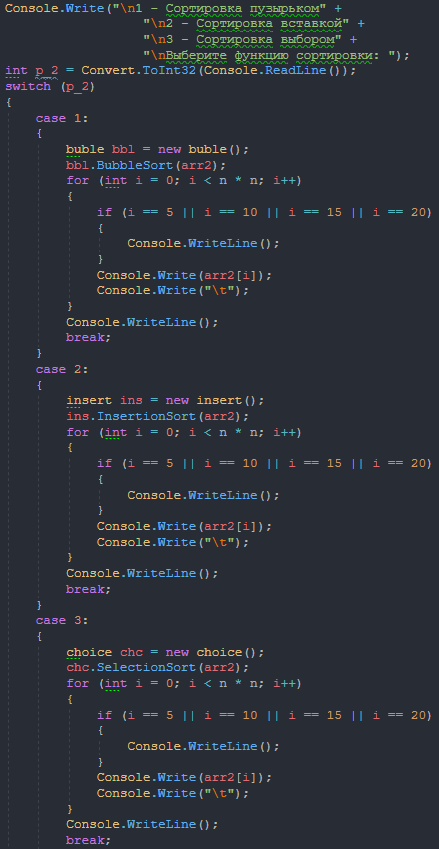 Console.Write("\n1 - Сортировка пузырьком" +
"\n2 - Сортировка вставкой" +
"\n3 - Сортировка выбором" +
"\nВыберите функцию сортировки: ");
int p_2 = Convert.ToInt32(Console.ReadLine());
switch (p_2)
{
case 1:
{
buble bbl = new buble();
bbl.BubbleSort(arr2);
for (int i = 0; i < n * n; i++)
{
if (i == 5 || i == 10 || i == 15 || i == 20)
{
Console.WriteLine();
}
Console.Write(arr2[i]);
Console.Write("\t");
}
Console.WriteLine();
break;
}
case 2:
{
insert ins = new insert();
ins.InsertionSort(arr2);
for (int i = 0; i < n * n; i++)
{
if (i == 5 || i == 10 || i == 15 || i == 20)
{
Console.WriteLine();
}
Console.Write(arr2[i]);
Console.Write("\t");
}
Console.WriteLine();
break;
}
case 3:
{
choice chc = new choice();
chc.SelectionSort(arr2);
for (int i = 0; i < n * n; i++)
{
if (i == 5 || i == 10 || i == 15 || i == 20)
{
Console.WriteLine();
}
Console.Write(arr2[i]);
Console.Write("\t");
}
Console.WriteLine();
break;